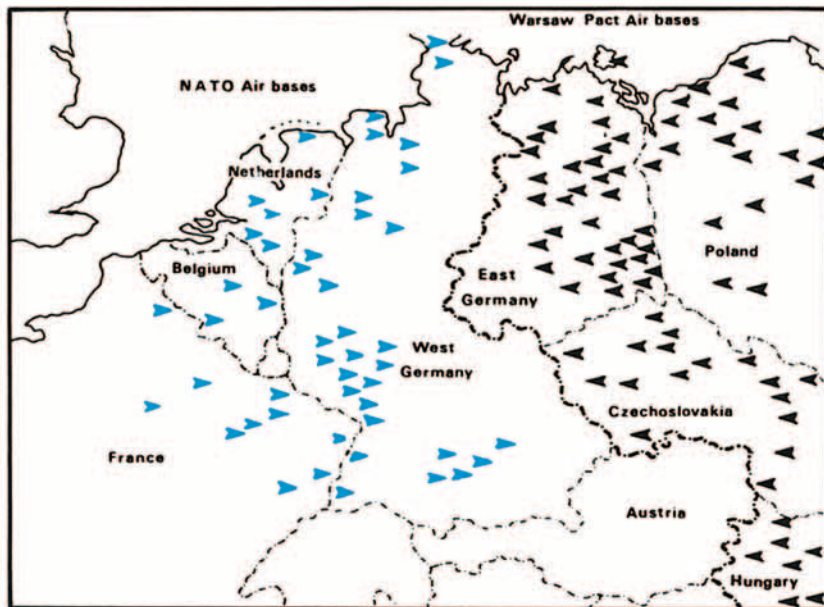 Warsaw Pact Air bases
NATO Air bases
Netherlands
Belgium
East
Germany
Poland
West
Germany
Czechoslovakia
France
Austria
Hungary